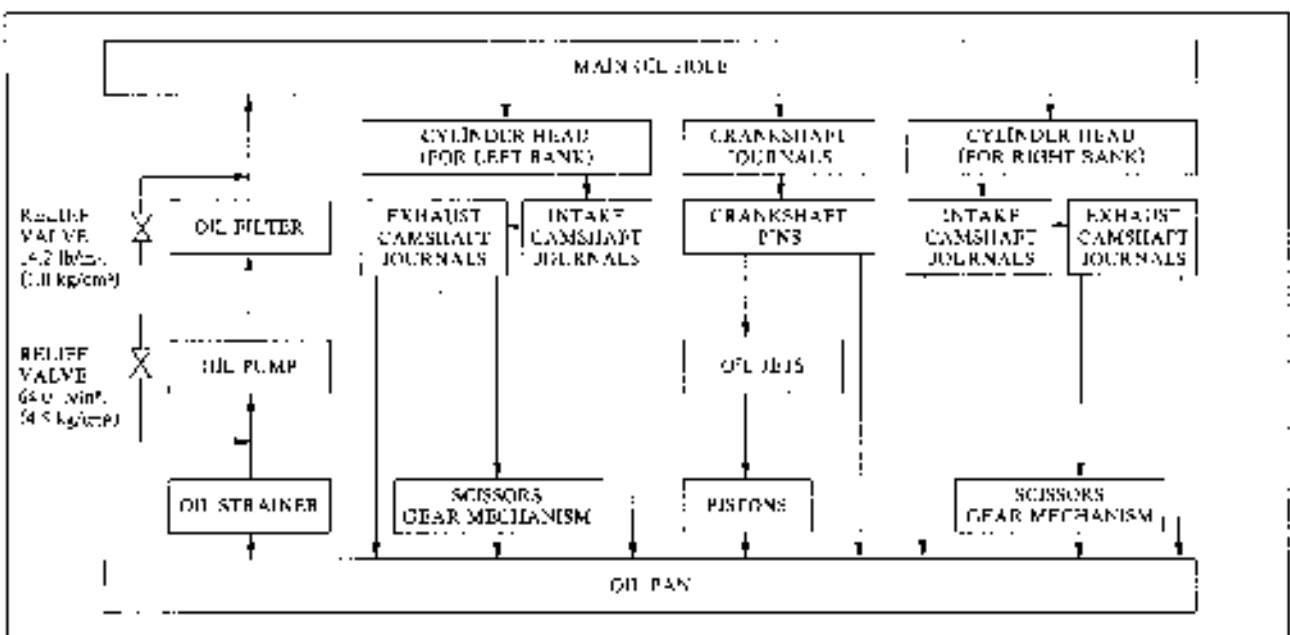 MAIN OIL HOLE
CYLINDER HEAD
(FOR LEFT BANK)
CRANKSHAFT
JOURNALS
CYLINDER HEAD
(FOR RIGHT BANK)
RELIEF
VALVE
OIL FILTER
EXHAUST
CAMSHAFT
JOURNALS
INTAKE
CAMSHAFT
JOURNALS
CRANKSHAFT
PINS
INTAKE
CAMSHAFT
JOURNALS
EXHAUST
CAMSHAFT
JOURNALS
RELIEF
VALVE
OIL PUMP
OIL JETS
OIL STRAINER
SCISSORS
GEAR MECHANISM
PISTONS
SCISSORS
GEAR MECHANISM
OIL PAN